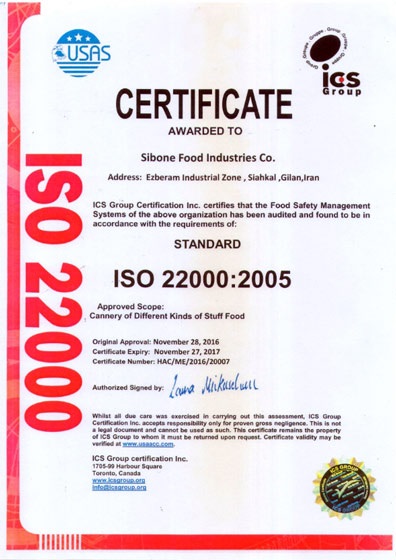 USAS
ics
Group
CERTIFICATE
AWARDED TO
Sibone Food Industries Co.
Address: Ezberam Industrial Zone , Siahkal ,Gilan,Iran
ICS Group Certification Inc. certifies that the Food Safety Management
Systems of the above organization has been audited and found to be in
accordance with the requirements of:
STANDARD
ISO 22000:2005
Approved Scope:
Cannery of Different Kinds of Stuff Food
Original Approval: November 28, 2016
Certificate Expiry: November 27, 2017
Certificate Number: HAC/ME/2016/20007
Authorized Signed by:
Whilst all due care was exercised in carrying out this assessment, ICS Group
Certification Inc. accepts responsibility only for proven gross negligence. This is not
a legal document and cannot be used as such. This certificate remains the property
of ICS Group to whom it must be returned upon request. Certificate validity may be
verified at www.usascc.com.
ICS Group certification Inc.
1705-99 Harbour Square
Toronto, Canada
www.icsgroup.org
info@icsgroup.org
ISO 22000
ICS GROUP